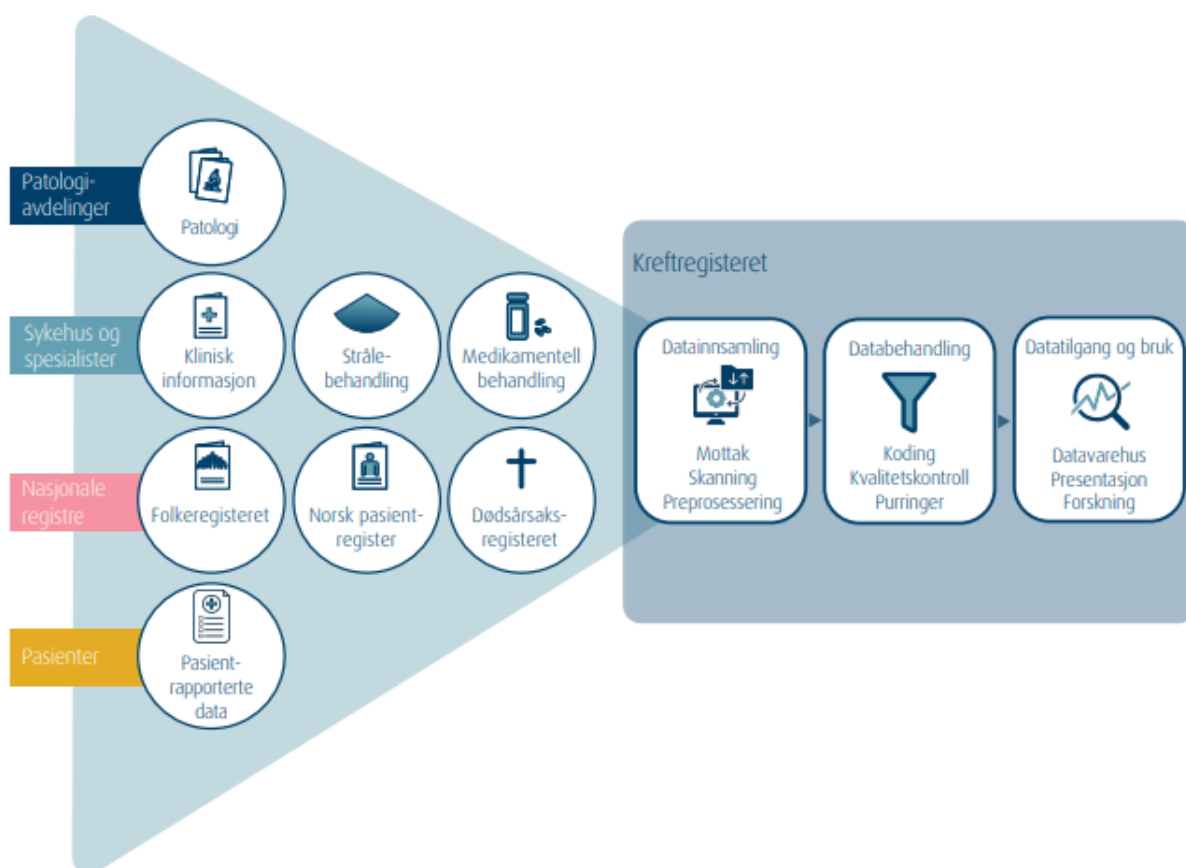 Patologi-
avdelinger
Patologi
Sykehus og
spesialister
Klinisk
informasjon
Stråle-
behandling
Medikamentell
behandling
Nasjonale
registre
Folkeregisteret
Norsk pasient-
register
Dødsårsaks-
registeret
Pasienter
Pasient-
rapporterte
data
Kreftregisteret
Datainnsamling
Mottak
Skanning
Preprosessering
Databehandling
Koding
Kvalitetskontroll
Purringer
Datatilgang og bruk
Datavarehus
Presentasjon
Forskning